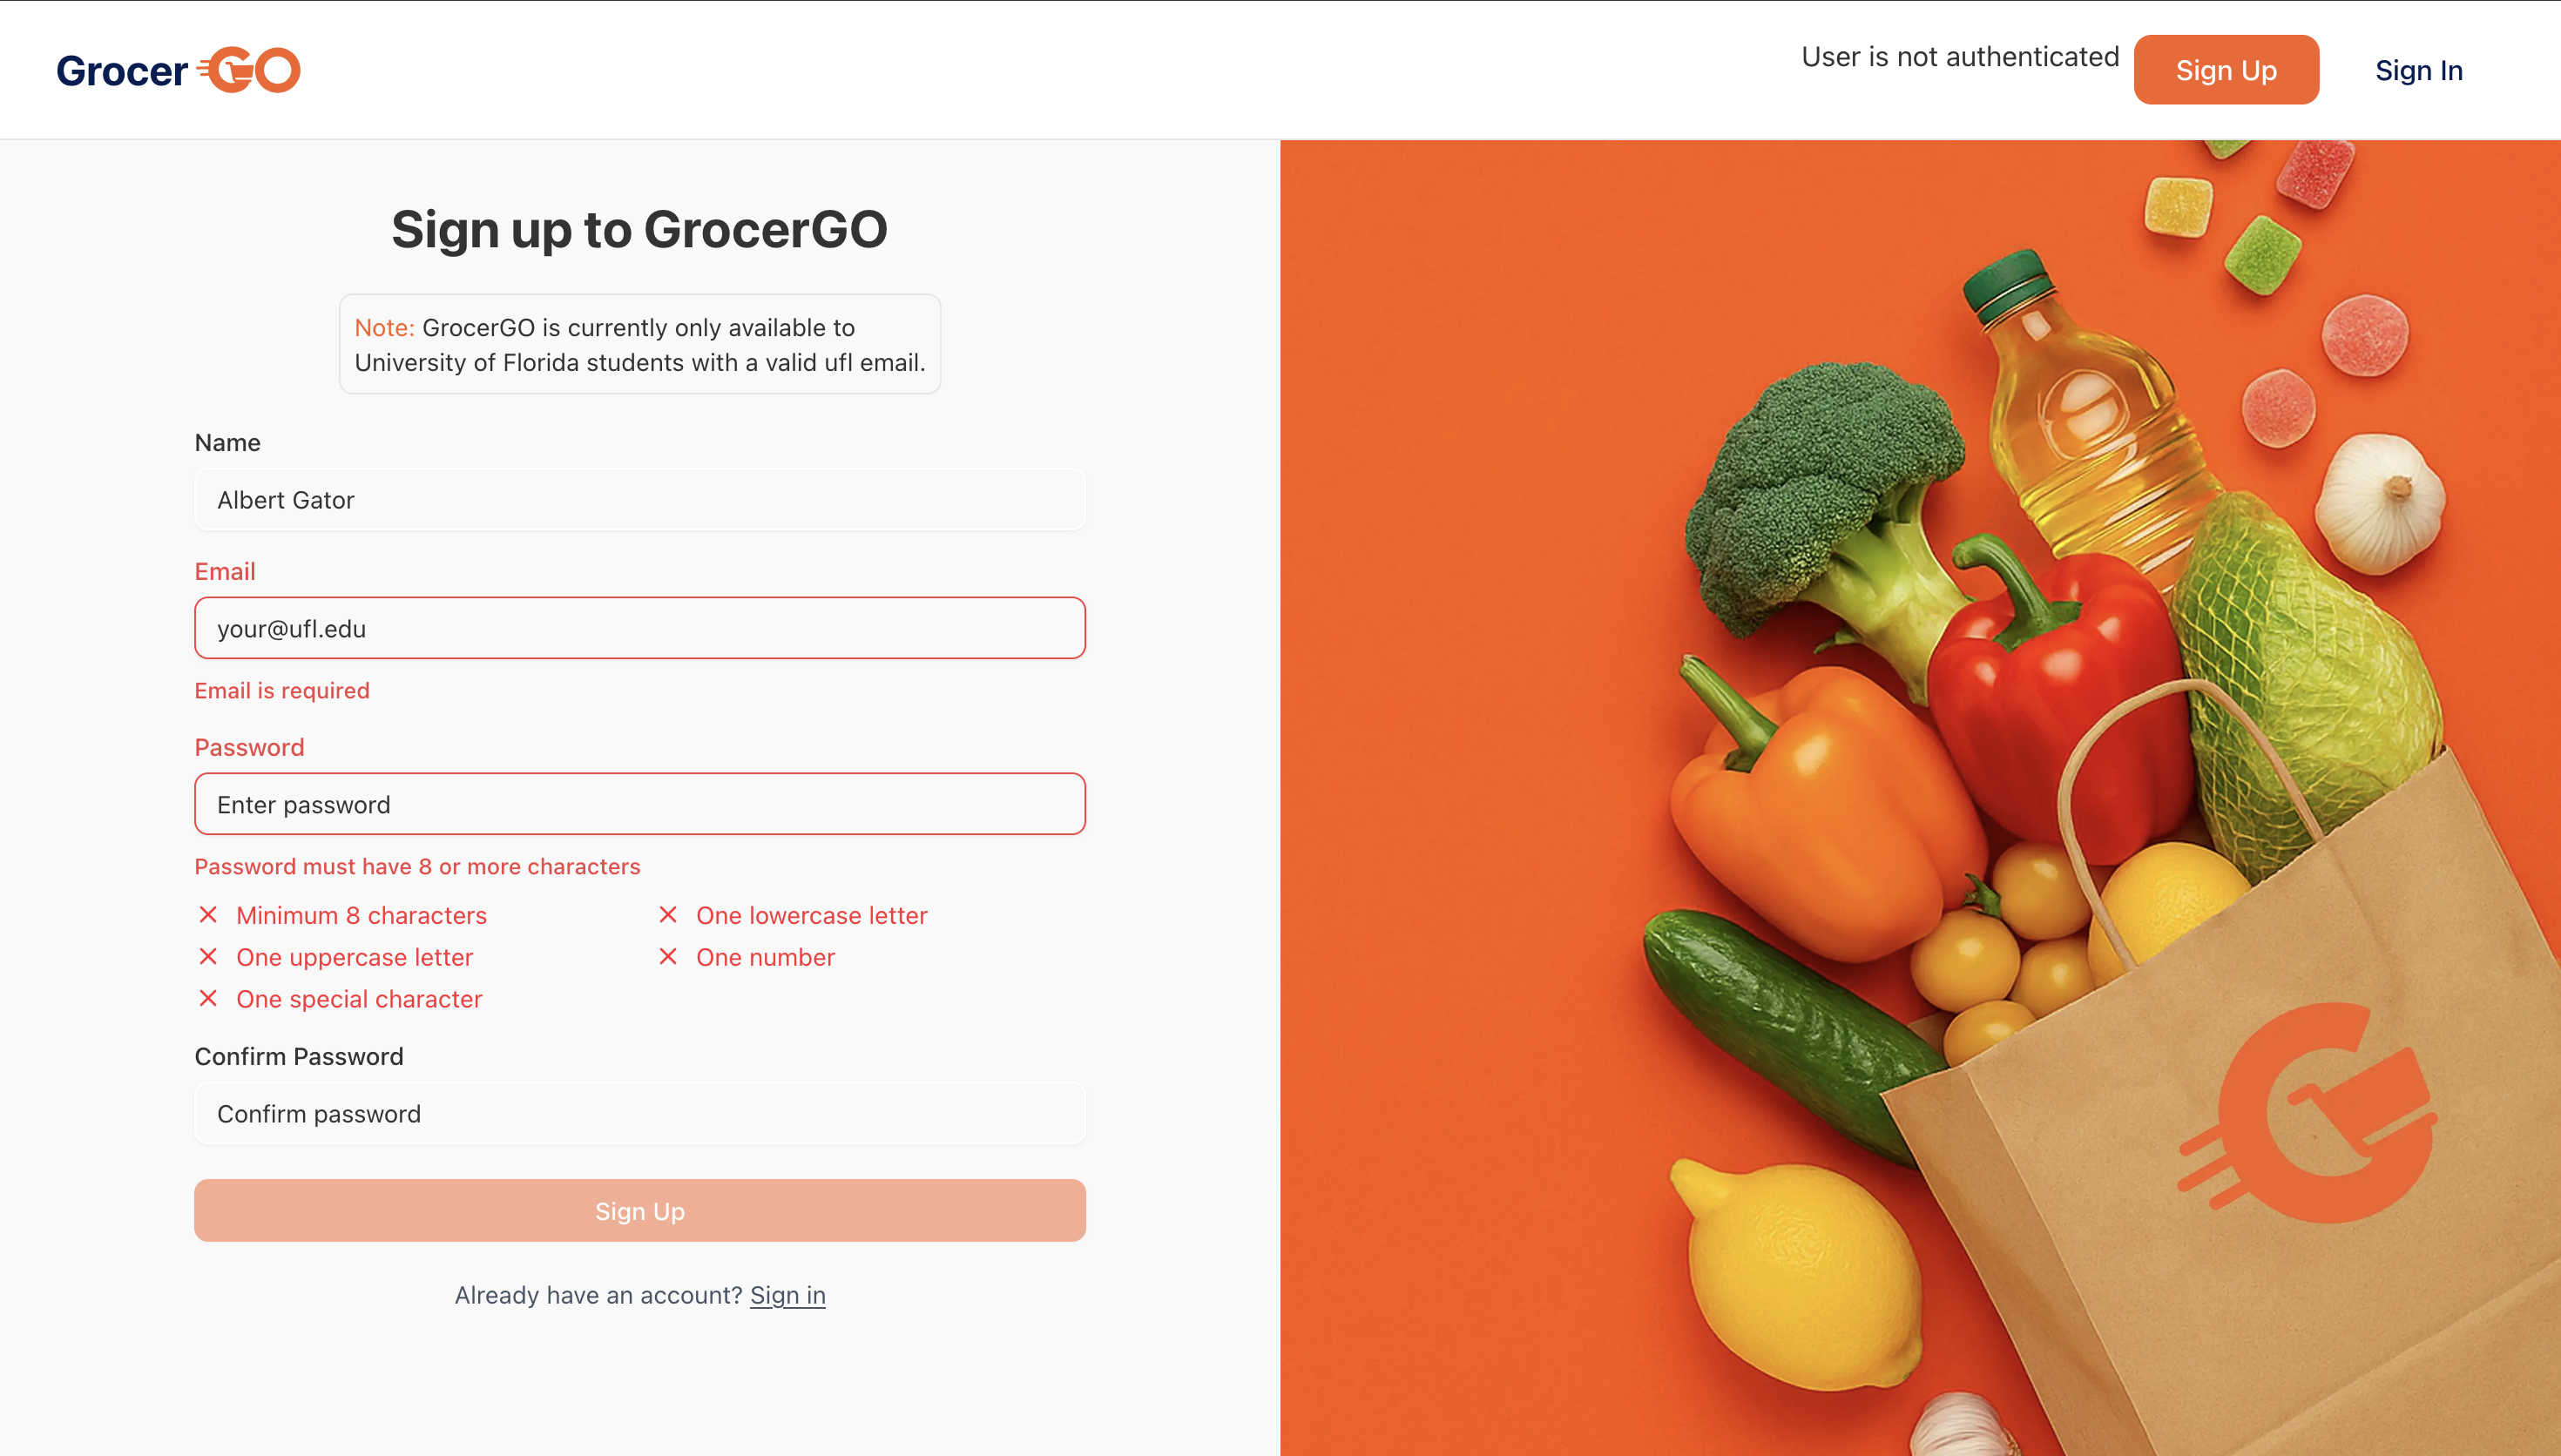 Grocer GO
User is not authenticated
Sign Up
Sign In
Sign up to GrocerGO
Note: GrocerGO is currently only available to
University of Florida students with a valid ufl email.
Name
Albert Gator
Email
your@ufl.edu
Email is required
Password
Enter password
Password must have 8 or more characters
Minimum 8 characters
One lowercase letter
One uppercase letter
One number
One special character
Confirm Password
Confirm password
Sign Up
Already have an account? Sign in
G